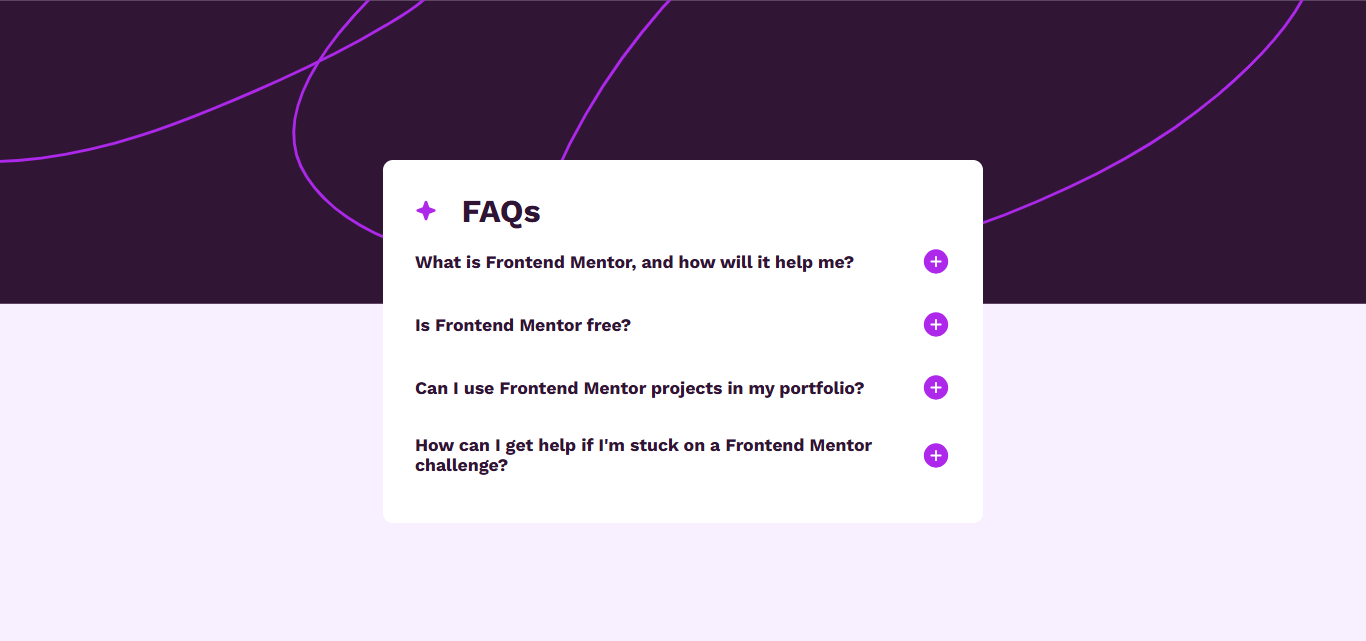 FAQs
What is Frontend Mentor, and how will it help me?
Is Frontend Mentor free?
Can I use Frontend Mentor projects in my portfolio?
How can I get help if I'm stuck on a Frontend Mentor
challenge?